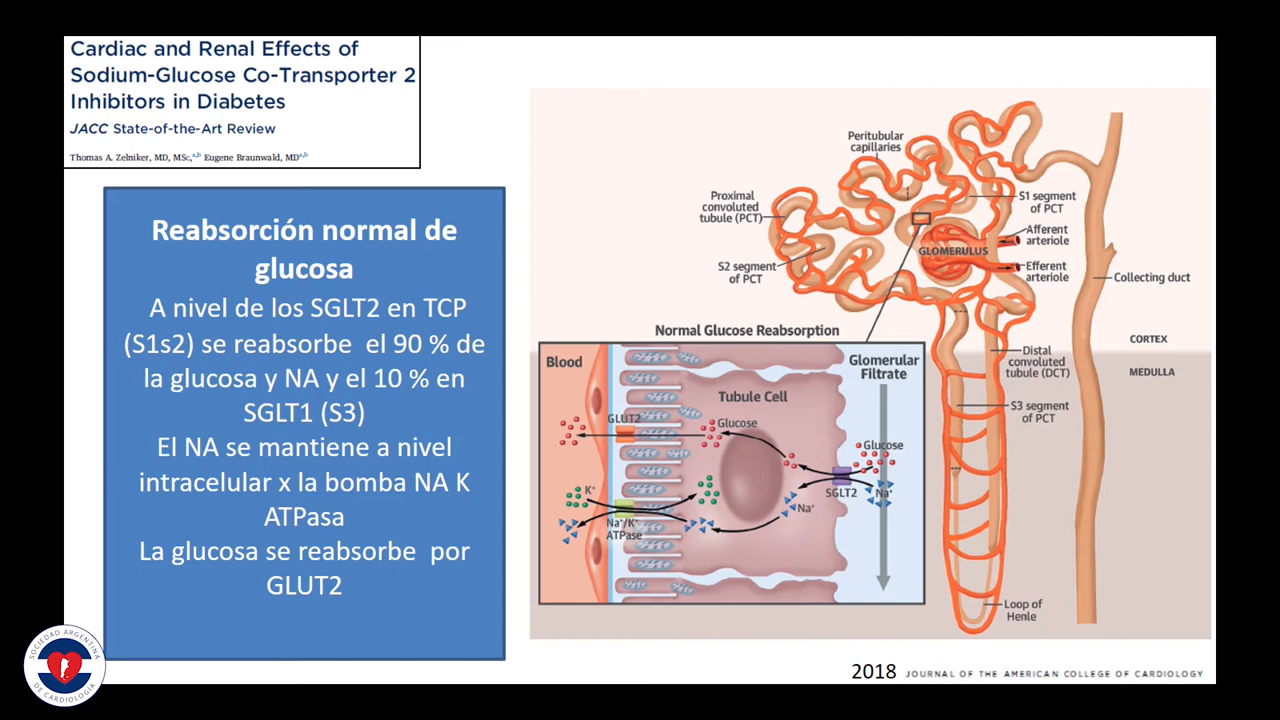 Cardiac and Renal Effects of
Sodium-Glucose Co-Transporter 2
Inhibitors in Diabetes
JACC State-of-the-Art Review
Thomas A. Zelniker, MD, MSc,a,b Eugene Braunwald, MDa,b
Reabsorción normal de
glucosa
A nivel de los SGLT2 en TCP
(S1s2) se reabsorbe el 90 % de
la glucosa y NA y el 10 % en
SGLT1 (S3)
El NA se mantiene a nivel
intracelular x la bomba NA K
ATPasa
La glucosa se reabsorbe por
GLUT2
Peritubular
capillaries
Proximal
convoluted
tubule (PCT)
S1 segment
of PCT
Afferent
arteriole
GLOMERULUS
S2 segment
of PCT
Efferent
arteriole
Collecting duct
Normal Glucose Reabsorption
CORTEX
MEDULLA
Distal
convoluted
tubule (DCT)
S3 segment
of PCT
Loop of
Henle
Blood
Glomerular
Filtrate
Tubule Cell
GLUT2
Glucose
Glucose
SGLT2
Na+
K+
Na+
Na+/K+
ATPase
SOCIEDAD ARGENTINA
DE CARDIOLOGÍA
2018 JOURNAL OF THE AMERICAN COLLEGE OF CARDIOLOGY